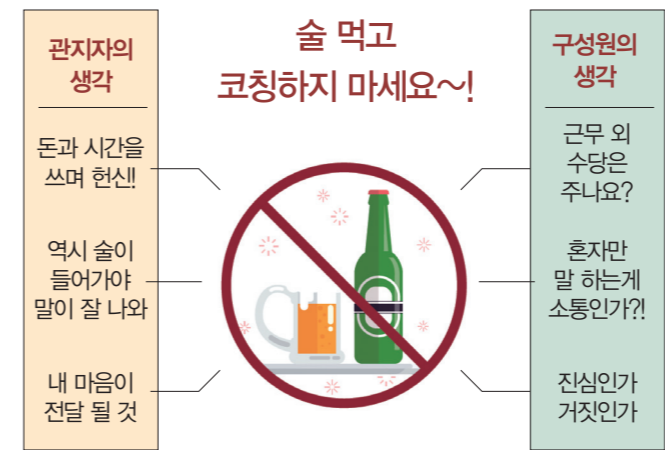 술 먹고
코칭하지 마세요~!
관지자의
생각
돈과 시간을
쓰며 헌신!
역시 술이
들어가야
말이 잘 나와
내 마음이
전달 될 것
구성원의
생각
근무 외
수당은
주나요?
혼자만
말 하는게
소통인가?!
진심인가
거짓인가